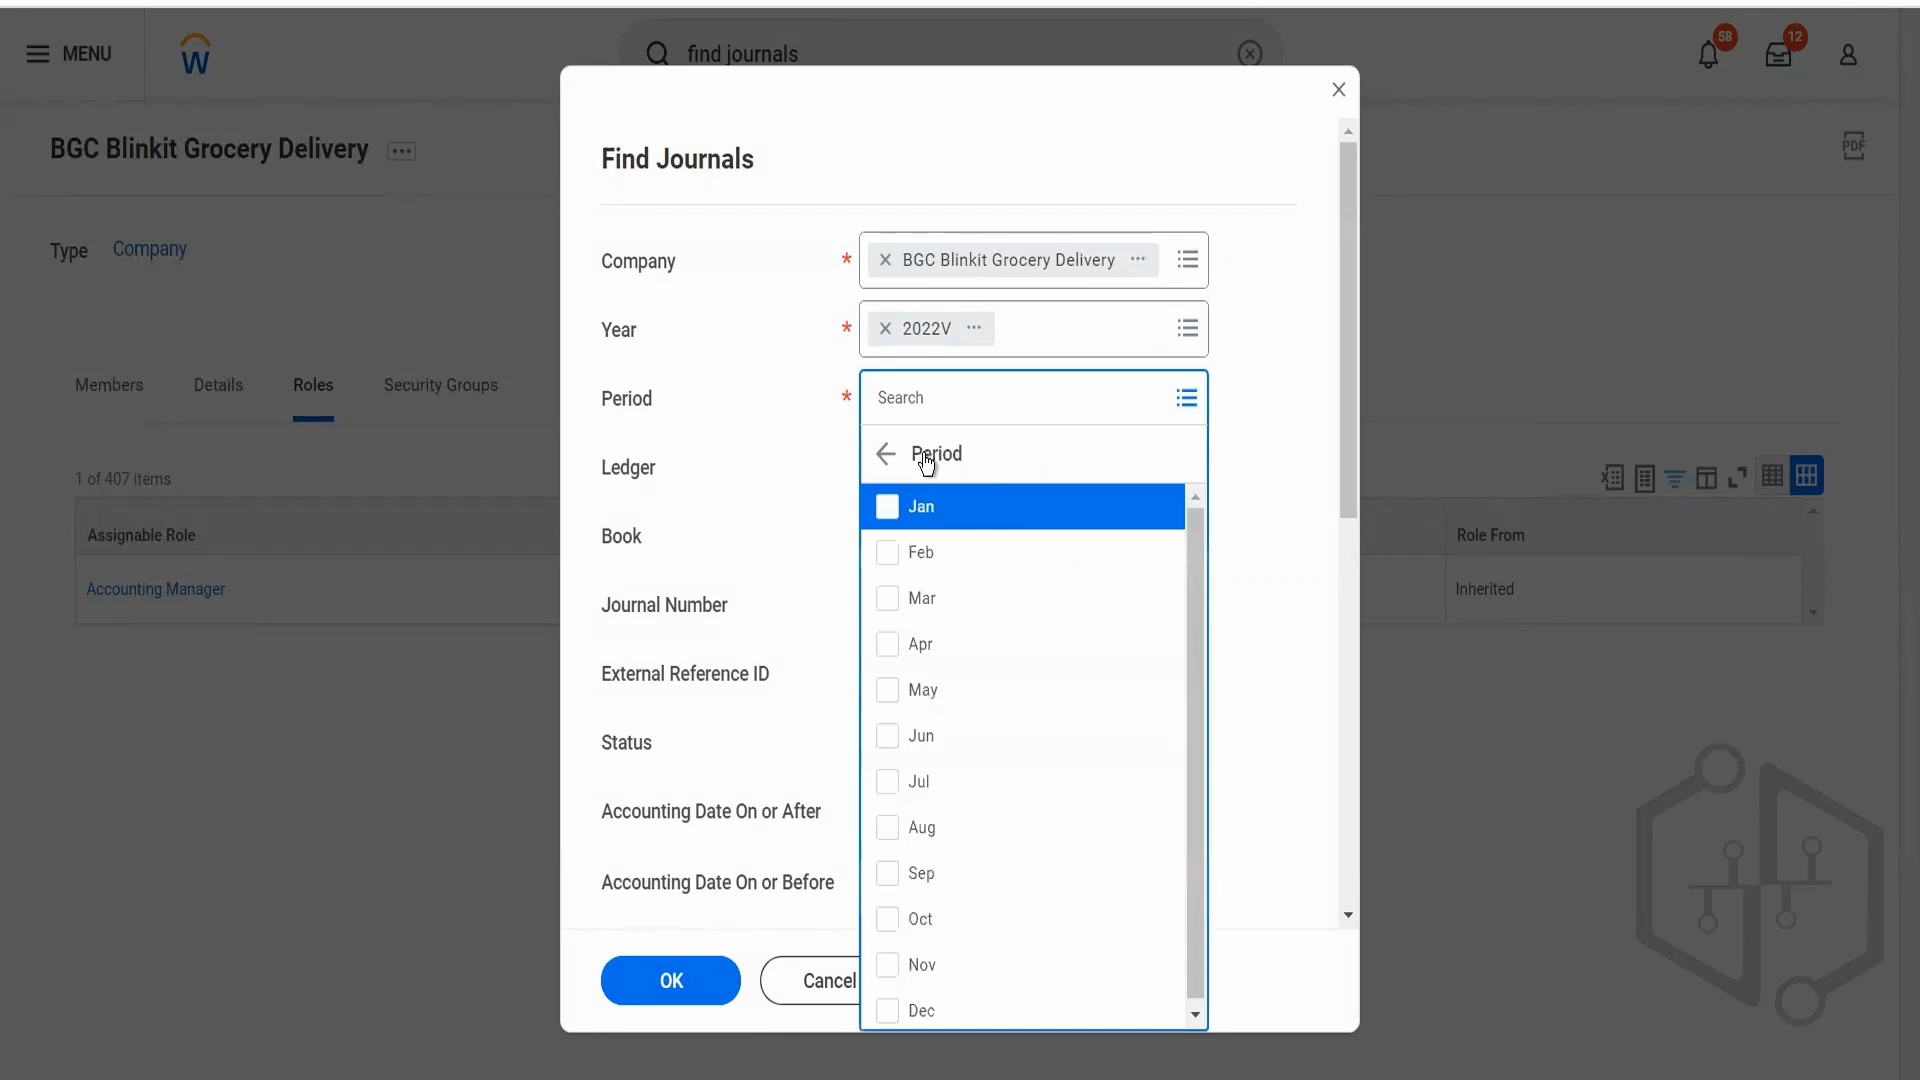 MENU
W
find journals
58
12
BGC Blinkit Grocery Delivery
PDF
Type Company
Members Details Roles Security Groups
1 of 407 items
Assignable Role
Role From
Accounting Manager
Inherited
Find Journals
Company * BGC Blinkit Grocery Delivery
Year * 2022V
Period * Search
Period
Jan
Feb
Mar
Apr
May
Jun
Jul
Aug
Sep
Oct
Nov
Dec
Ledger
Book
Journal Number
External Reference ID
Status
Accounting Date On or After
Accounting Date On or Before
OK
Cancel